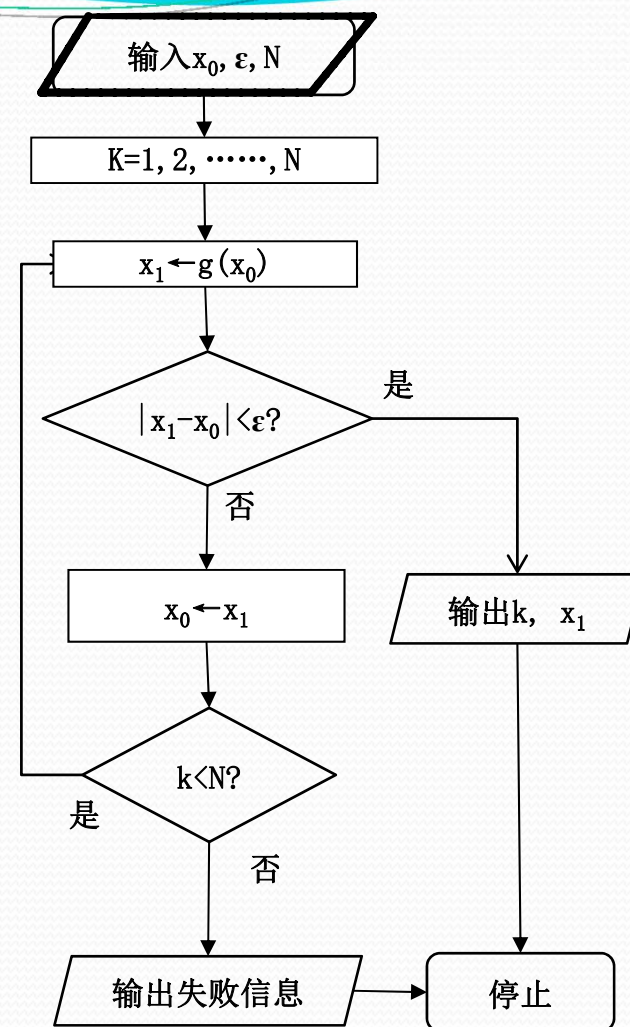 输入x₀, ε, N
K=1, 2, ……, N
x₁←g(x₀)
|x₁-x₀|<ε?
是
否
x₀←x₁
输出k, x₁
k<N?
是
否
输出失败信息
停止